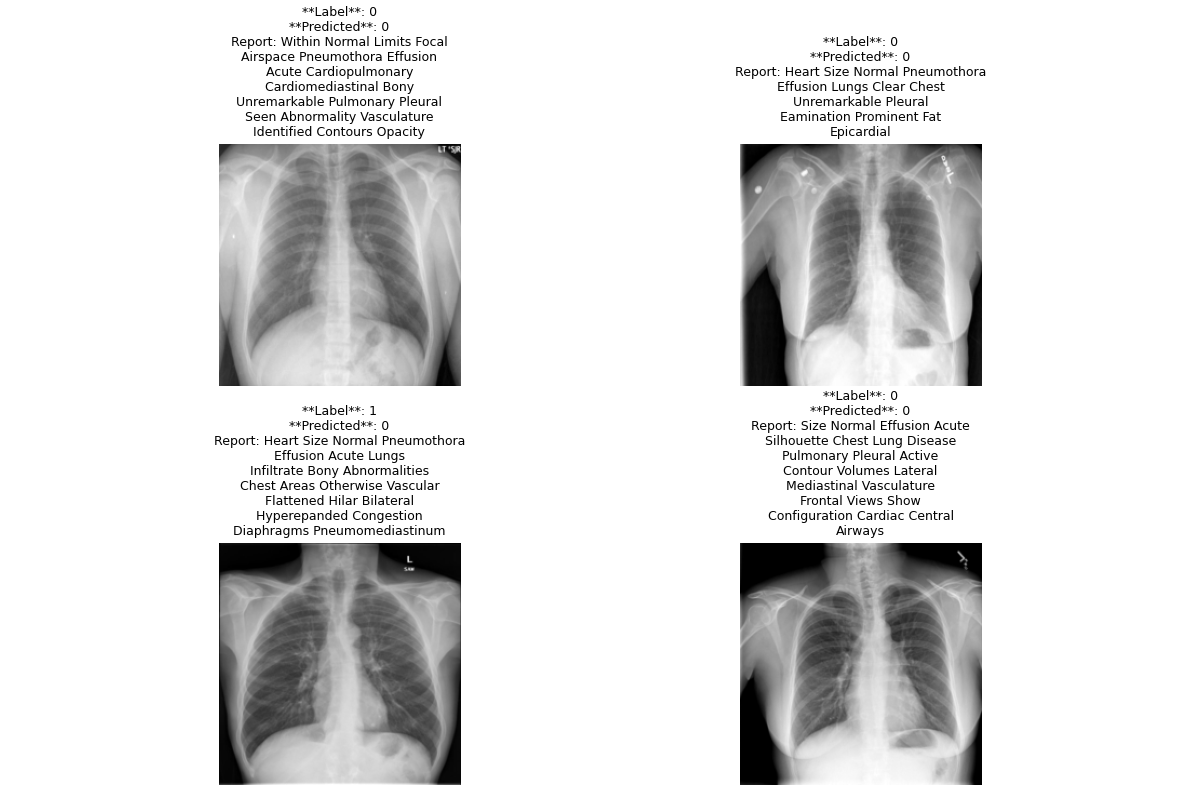 **Label**: 0
**Predicted**: 0
Report: Within Normal Limits Focal
Airspace Pneumothora Effusion
Acute Cardiopulmonary
Cardiomediastinal Bony
Unremarkable Pulmonary Pleural
Seen Abnormality Vasculature
Identified Contours Opacity
**Label**: 0
**Predicted**: 0
Report: Heart Size Normal Pneumothora
Effusion Lungs Clear Chest
Unremarkable Pleural
Eamination Prominent Fat
Epicardial
**Label**: 1
**Predicted**: 0
Report: Heart Size Normal Pneumothora
Effusion Acute Lungs
Infiltrate Bony Abnormalities
Chest Areas Otherwise Vascular
Flattened Hilar Bilateral
Hyperepanded Congestion
Diaphragms Pneumomediastinum
L
**Label**: 0
**Predicted**: 0
Report: Size Normal Effusion Acute
Silhouette Chest Lung Disease
Pulmonary Pleural Active
Contour Volumes Lateral
Mediastinal Vasculature
Frontal Views Show
Configuration Cardiac Central
Airways